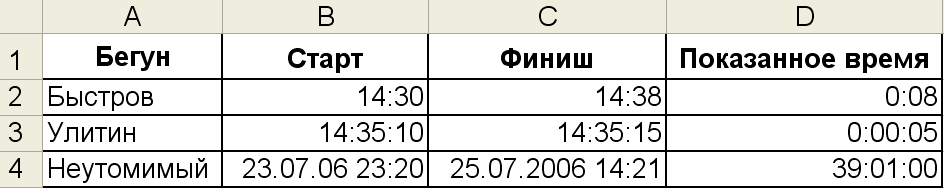 A B C D
1 Бегун Старт Финиш Показанное время
2 Быстров 14:30 14:38 0:08
3 Улитин 14:35:10 14:35:15 0:00:05
4 Неутомимый 23.07.06 23:20 25.07.2006 14:21 39:01:00